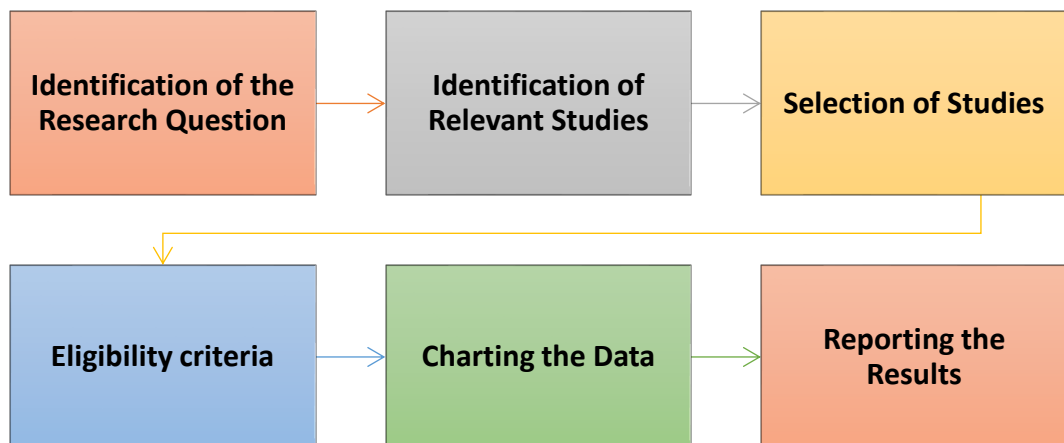 Identification of the
Research Question
Identification of
Relevant Studies
Selection of Studies
Eligibility criteria
Charting the Data
Reporting the
Results